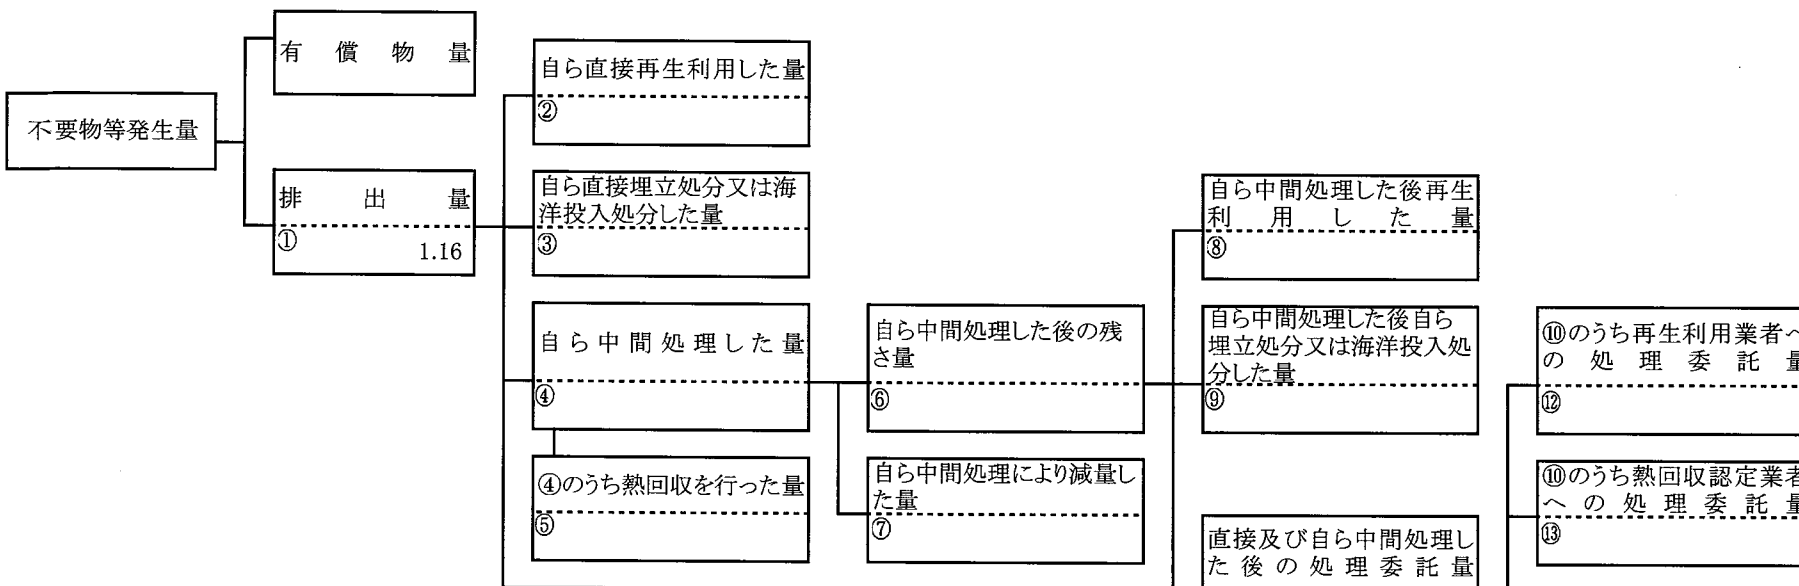 有償物量
不要物等発生量
排出量
①
1.16
自ら直接再生利用した量
②
自ら直接埋立処分又は海
洋投入処分した量
③
自ら中間処理した量
④
④のうち熱回収を行った量
⑤
自ら中間処理した後の残
さ量
⑥
自ら中間処理により減量し
た量
⑦
自ら中間処理した後再生
利用した量
⑧
自ら中間処理した後自ら
埋立処分又は海洋投入処
分した量
⑨
直接及び自ら中間処理し
た後の処理委託量
⑩のうち再生利用業者へ
の処理委託量
⑫
⑩のうち熱回収認定業者
への処理委託量
⑬